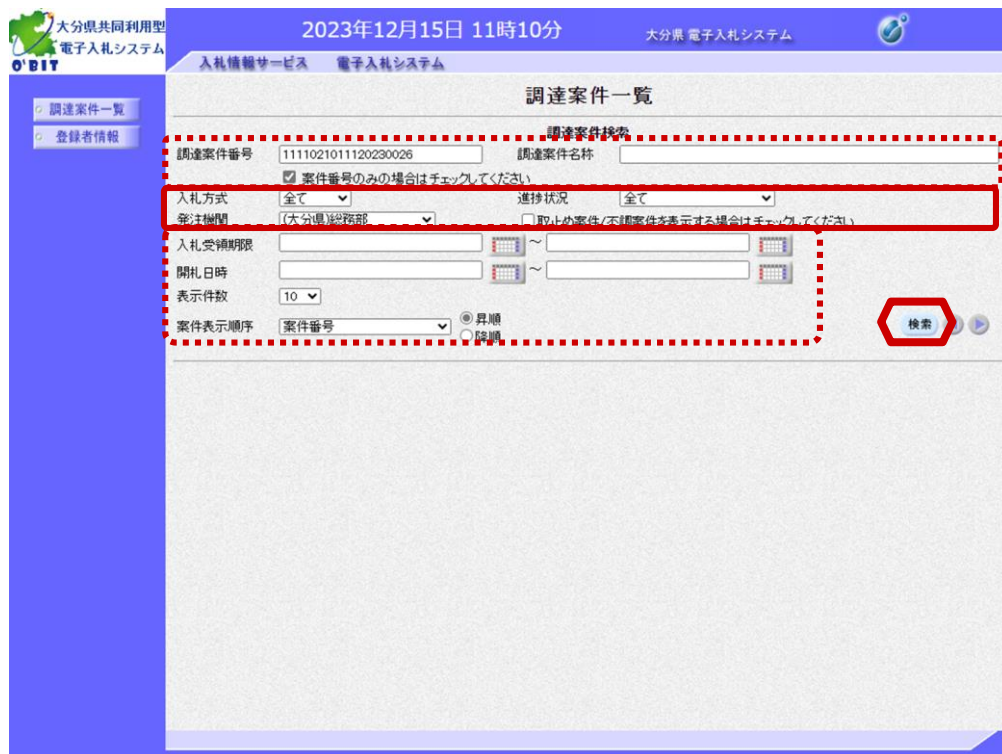 大分県共同利用型
電子入札システム
O'BIT
2023年12月15日 11時10分
大分県 電子入札システム
入札情報サービス 電子入札システム
調達案件一覧
登録者情報
調達案件一覧
調達案件検索
調達案件番号 1111021011120230026 調達案件名称
案件番号のみの場合はチェックしてください
入札方式 全て 進捗状況 全て
発注機関 (大分県)総務部 取止め案件/不調案件を表示する場合はチェックしてください
入札受領期限 ~
開札日時 ~
表示件数 10
案件表示順序 案件番号 昇順
降順
検索